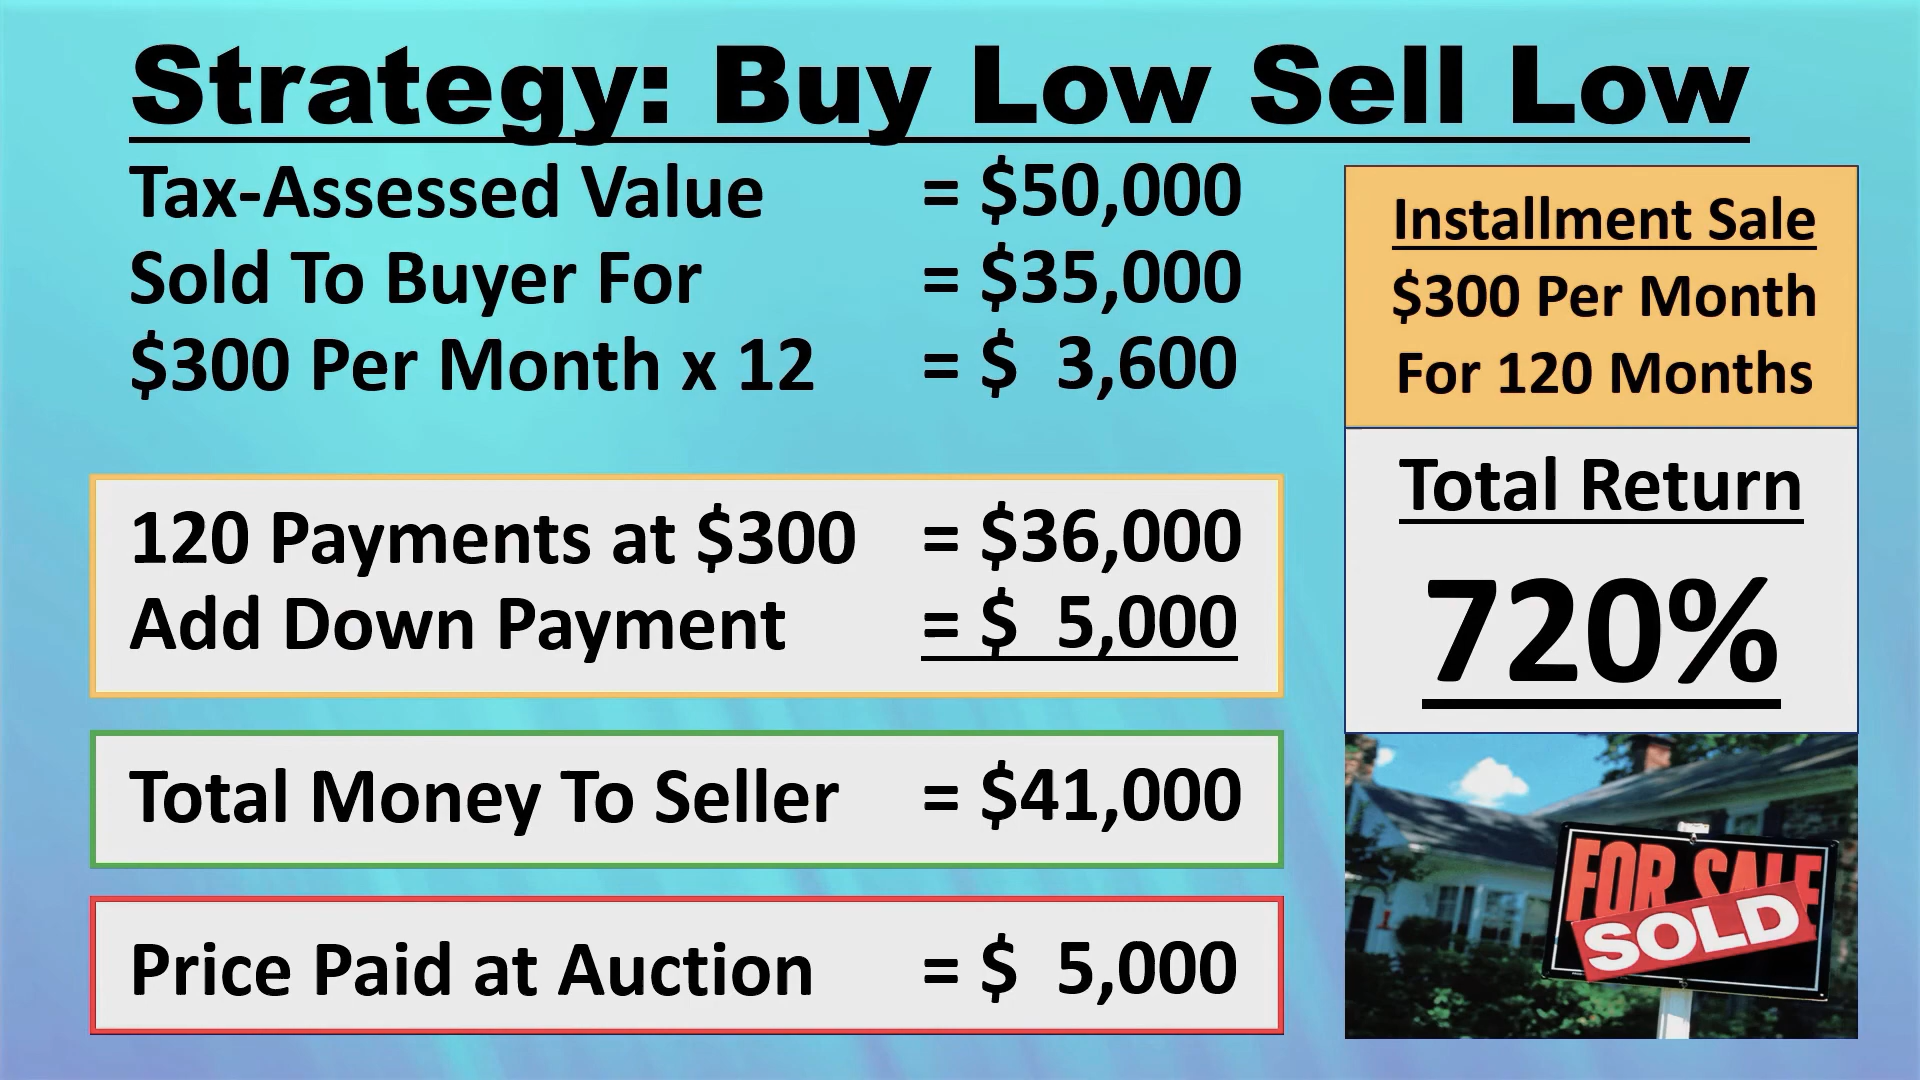 Strategy: Buy Low Sell Low
Tax-Assessed Value = $50,000
Sold To Buyer For = $35,000
$300 Per Month x 12 = $ 3,600
120 Payments at $300 = $36,000
Add Down Payment = $ 5,000
Total Money To Seller = $41,000
Price Paid at Auction = $ 5,000
Installment Sale
$300 Per Month
For 120 Months
Total Return
720%
FOR SALE
SOLD